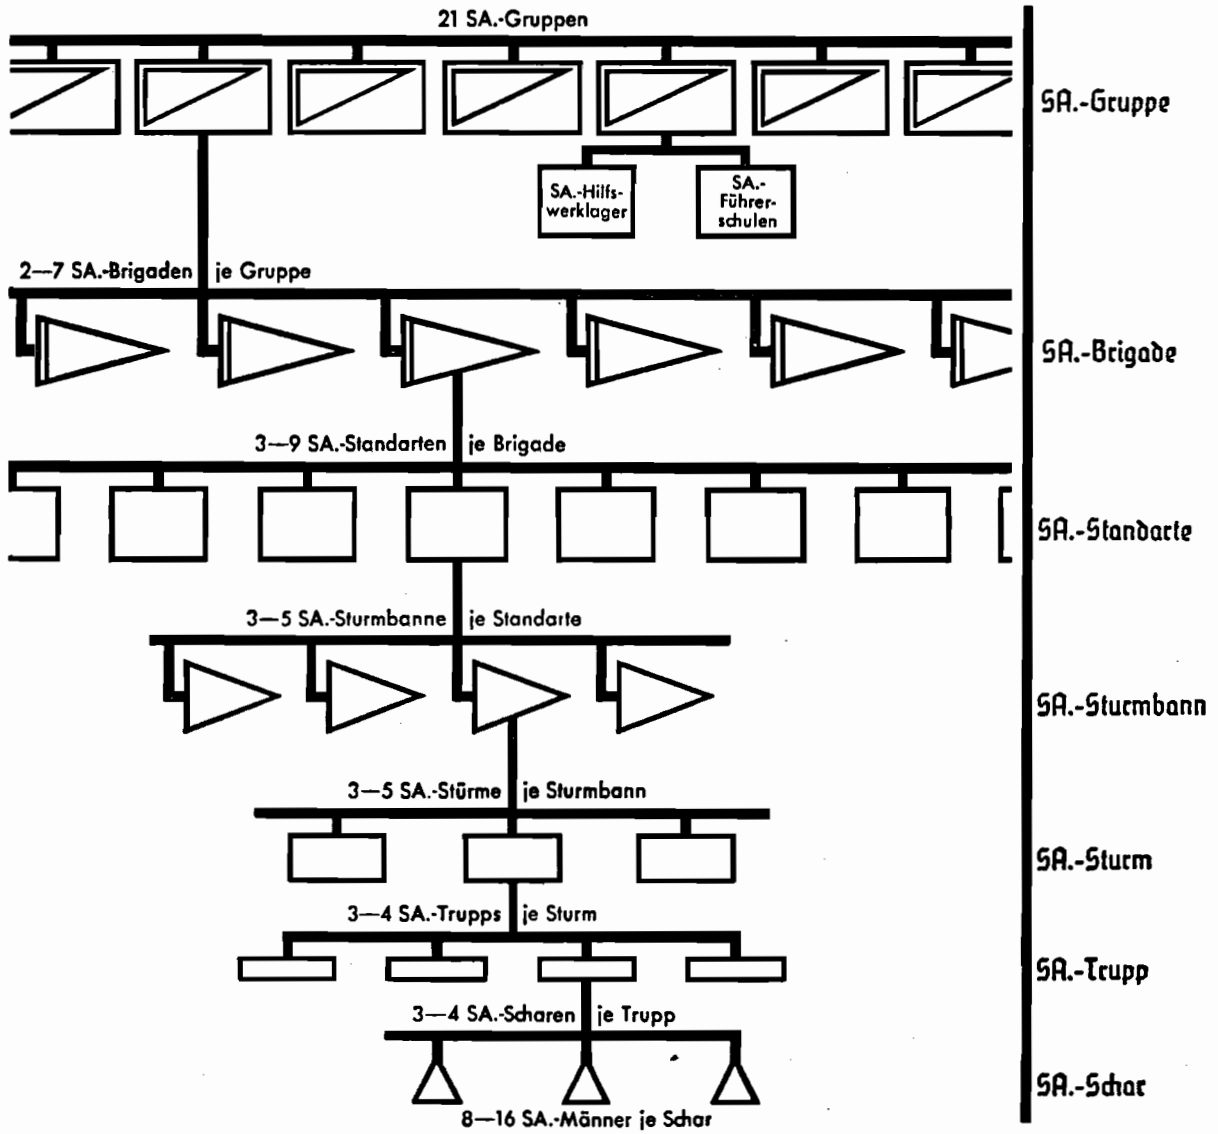 21 SA.-Gruppen
SA.-Gruppe
SA.-Hilfs-
werklager
SA.-
Führer-
schulen
2—7 SA.-Brigaden je Gruppe
SA.-Brigade
3—9 SA.-Standarten je Brigade
SA.-Standarte
3—5 SA.-Sturmbanne je Standarte
SA.-Sturmbann
3—5 SA.-Stürme je Sturmbann
SA.-Sturm
3—4 SA.-Trupps je Sturm
SA.-Trupp
3—4 SA.-Scharen je Trupp
SA.-Schar
8—16 SA.-Männer je Schar